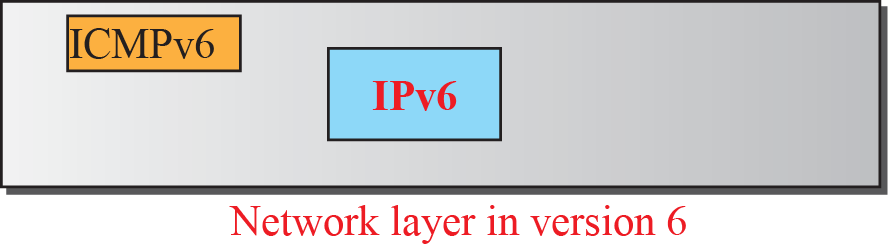 ICMPv6
IPv6
Network layer in version 6